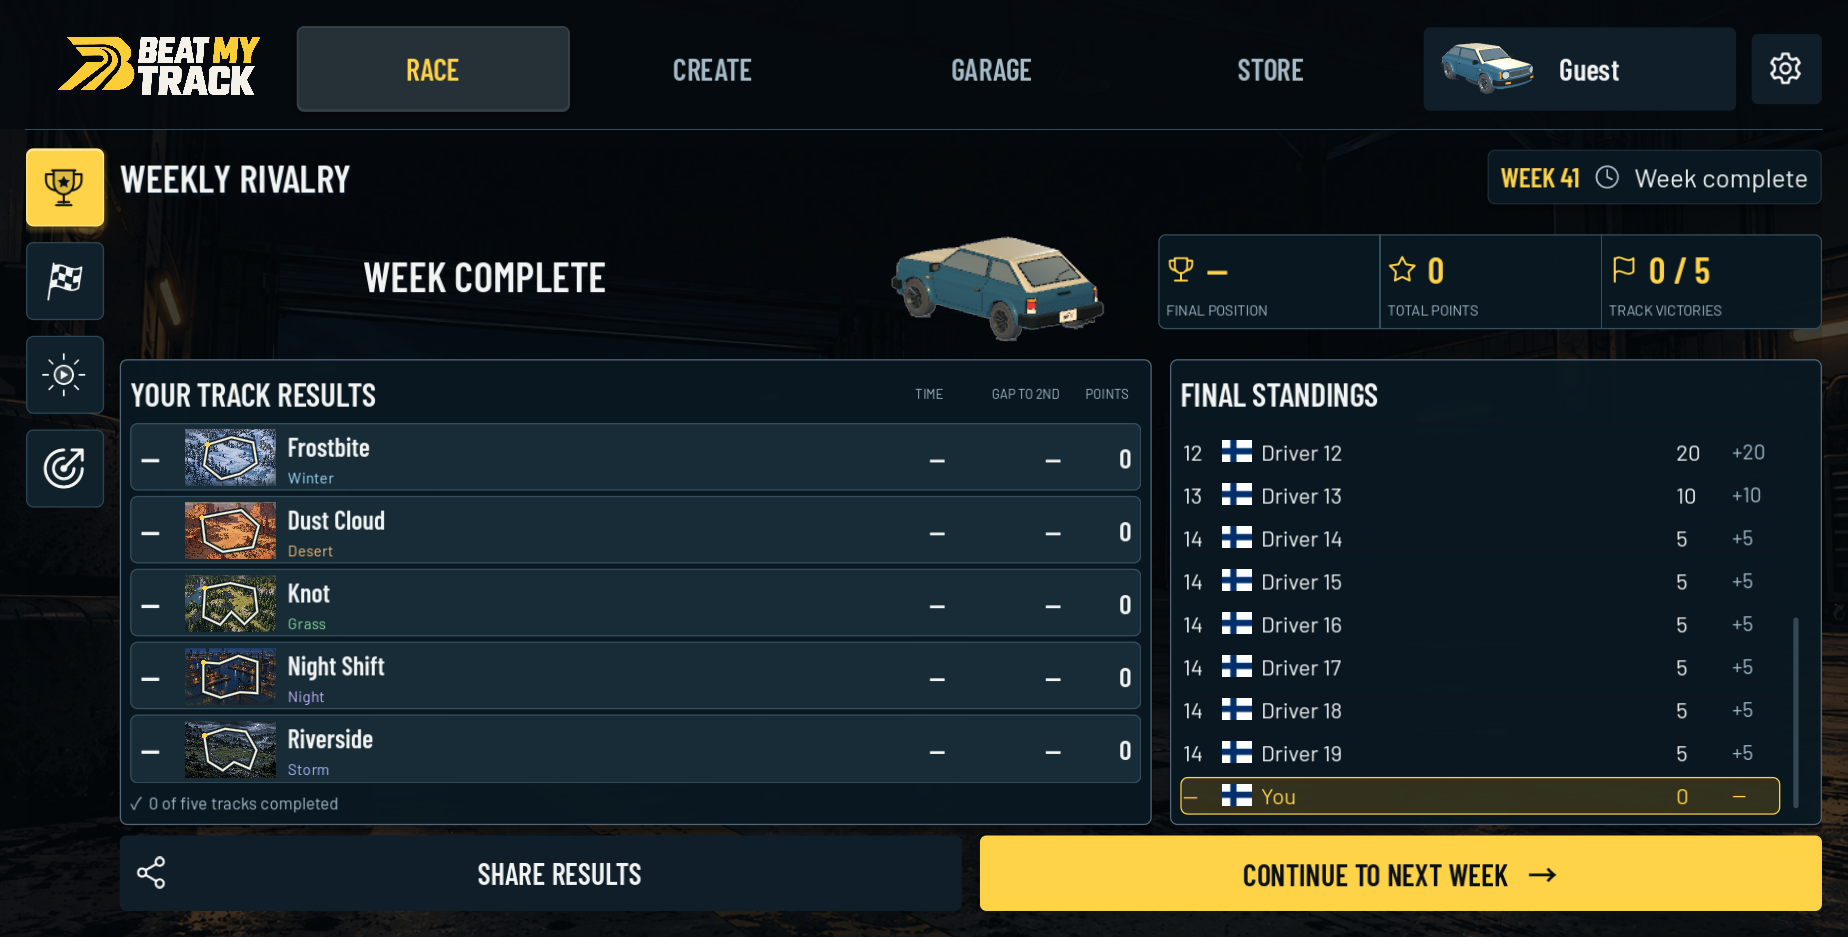 BEAT MY
TRACK
RACE
CREATE
GARAGE
STORE
Guest
WEEKLY RIVALRY
WEEK 41 Week complete
WEEK COMPLETE
–
FINAL POSITION
0
TOTAL POINTS
0 / 5
TRACK VICTORIES
YOUR TRACK RESULTS TIME GAP TO 2ND POINTS
– Frostbite – – 0
Winter
– Dust Cloud – – 0
Desert
– Knot – – 0
Grass
– Night Shift – – 0
Night
– Riverside – – 0
Storm
✓ 0 of five tracks completed
FINAL STANDINGS
12 Driver 12 20 +20
13 Driver 13 10 +10
14 Driver 14 5 +5
14 Driver 15 5 +5
14 Driver 16 5 +5
14 Driver 17 5 +5
14 Driver 18 5 +5
14 Driver 19 5 +5
– You 0 –
SHARE RESULTS
CONTINUE TO NEXT WEEK →